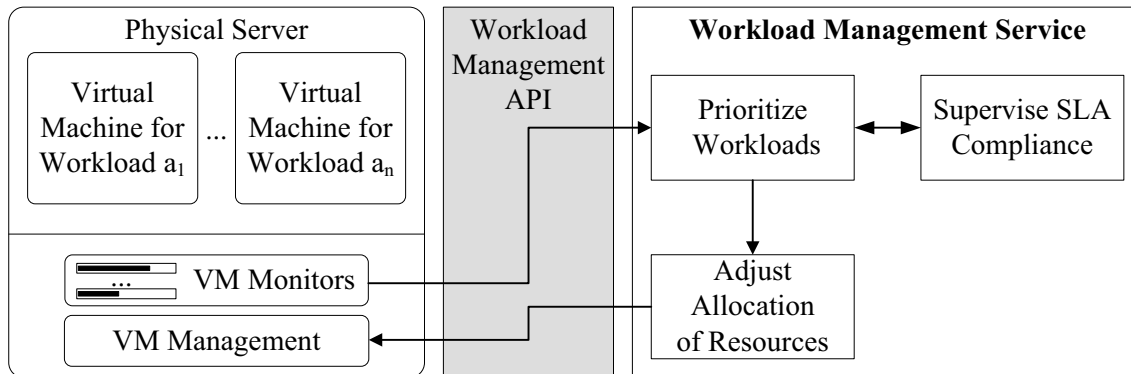 Physical Server
Virtual
Machine for
Workload a₁
...
Virtual
Machine for
Workload aₙ
...
VM Monitors
VM Management
Workload
Management
API
Workload Management Service
Prioritize
Workloads
Supervise SLA
Compliance
Adjust
Allocation
of Resources